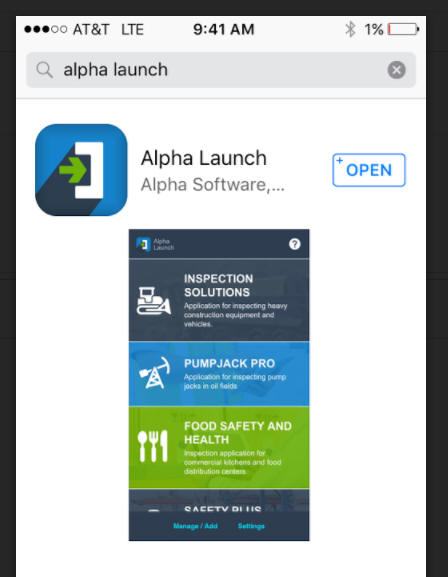 AT&T LTE 9:41 AM 1%
alpha launch
Alpha Launch
Alpha Software,...
+OPEN
Alpha
Launch
?
INSPECTION
SOLUTIONS
Application for inspecting heavy
construction equipment and
vehicles.
PUMPJACK PRO
Application for inspecting pump
jacks in oil fields
FOOD SAFETY AND
HEALTH
Inspection application for
commercial kitchens and food
distribution centers.
SAFETY PLUS
Manage / Add Settings